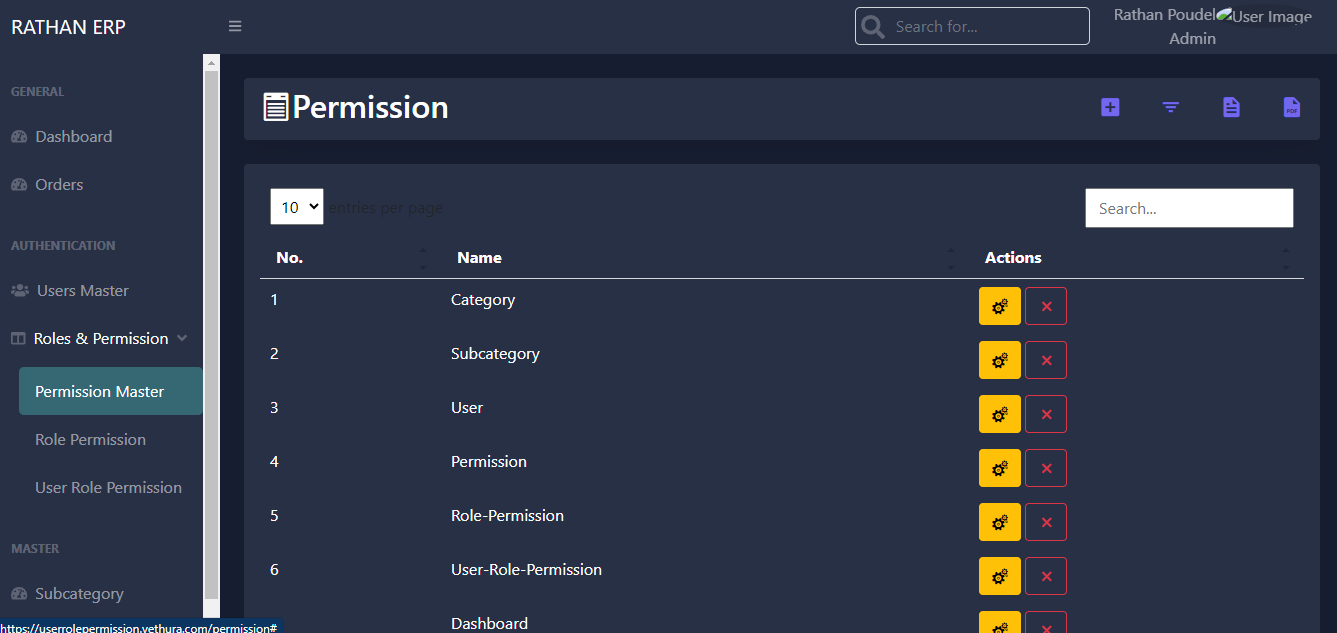 RATHAN ERP
Search for...
Rathan Poudel
User Image
Admin
GENERAL
Dashboard
Orders
AUTHENTICATION
Users Master
Roles & Permission
Permission Master
Role Permission
User Role Permission
MASTER
Subcategory
https://userrolepermission.yethura.com/permission#
Permission
PDF
10 entries per page
Search...
No. Name Actions
1 Category
2 Subcategory
3 User
4 Permission
5 Role-Permission
6 User-Role-Permission
Dashboard